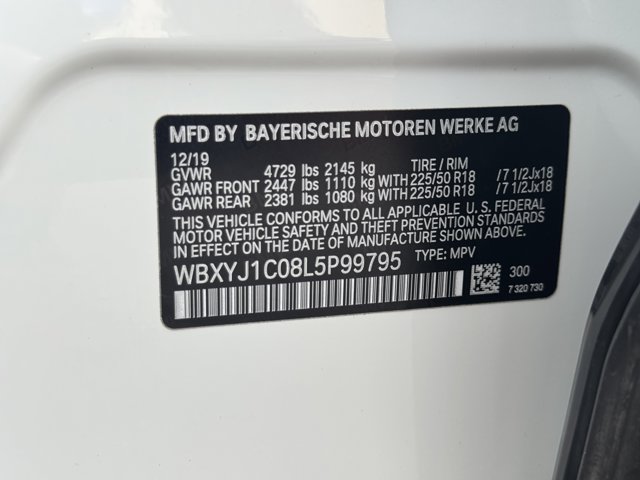 MFD BY BAYERISCHE MOTOREN WERKE AG
12/19 TIRE / RIM
GVWR 4729 lbs 2145 kg
GAWR FRONT 2447 lbs 1110 kg WITH 225/50 R18 /7 1/2Jx18
GAWR REAR 2381 lbs 1080 kg WITH 225/50 R18 /7 1/2Jx18
THIS VEHICLE CONFORMS TO ALL APPLICABLE U. S. FEDERAL
MOTOR VEHICLE SAFETY AND THEFT PREVENTION STANDARDS
IN EFFECT ON THE DATE OF MANUFACTURE SHOWN ABOVE.
WBXYJ1C08L5P99795 TYPE: MPV
300
7 320 730